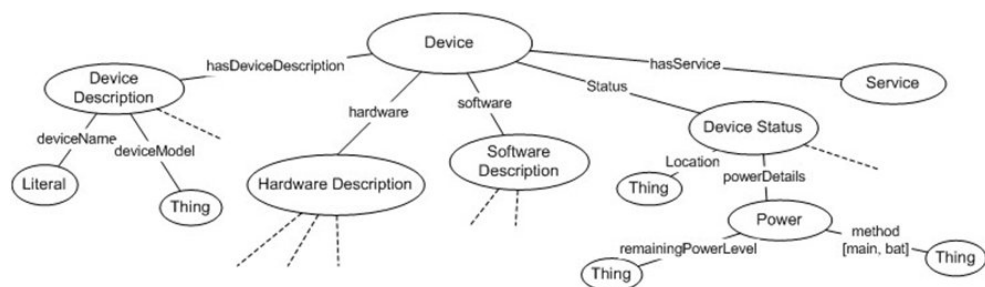 Device
hasDeviceDescription
hasService
Device
Description
Service
Status
hardware
software
deviceName
deviceModel
Device Status
Software
Description
Location
powerDetails
Literal
Thing
Hardware Description
Thing
Power
method
[main, bat]
remainingPowerLevel
Thing
Thing